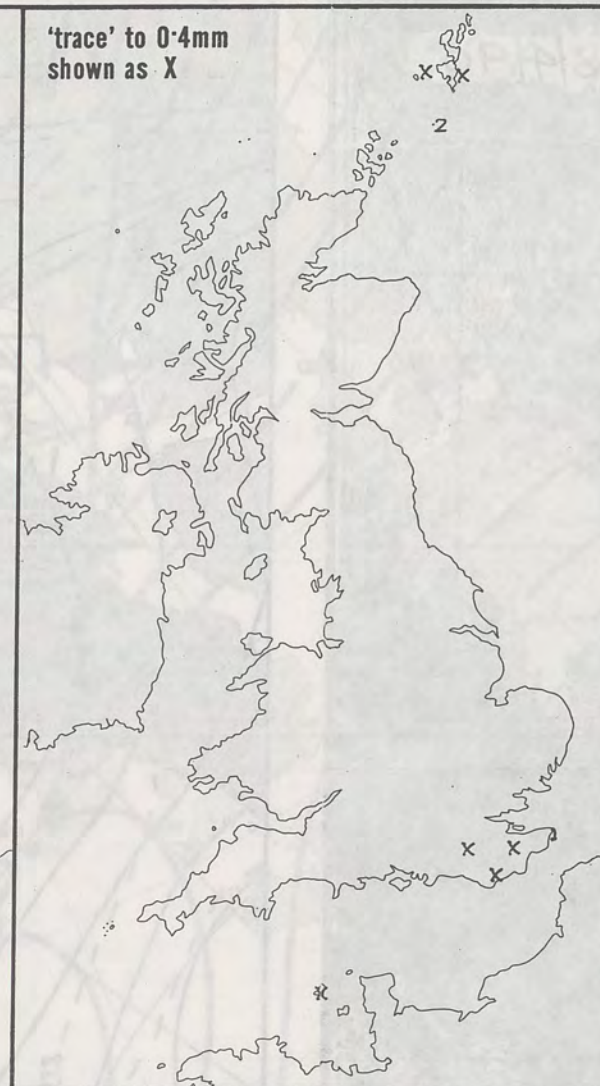 ‘trace’ to 0·4mm
shown as X
X X
·2
X X
X
X